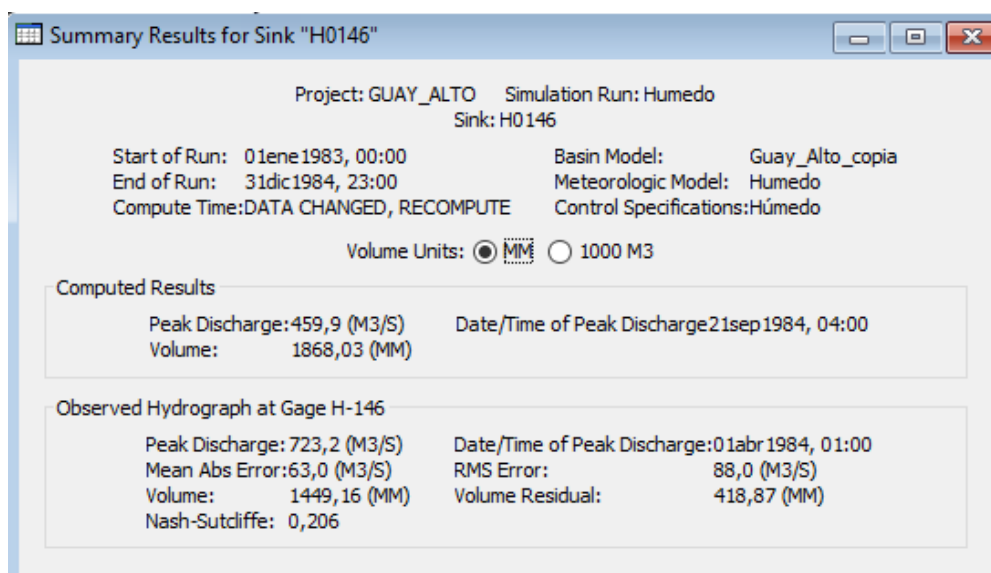 Summary Results for Sink "H0146"
Project: GUAY_ALTO Simulation Run: Humedo
Sink: H0146
Start of Run: 01ene1983, 00:00 Basin Model: Guay_Alto_copia
End of Run: 31dic1984, 23:00 Meteorologic Model: Humedo
Compute Time:DATA CHANGED, RECOMPUTE Control Specifications:Húmedo
Volume Units: MM 1000 M3
Computed Results
Peak Discharge:459,9 (M3/S) Date/Time of Peak Discharge21sep1984, 04:00
Volume: 1868,03 (MM)
Observed Hydrograph at Gage H-146
Peak Discharge:723,2 (M3/S) Date/Time of Peak Discharge:01abr1984, 01:00
Mean Abs Error:63,0 (M3/S) RMS Error: 88,0 (M3/S)
Volume: 1449,16 (MM) Volume Residual: 418,87 (MM)
Nash-Sutcliffe: 0,206